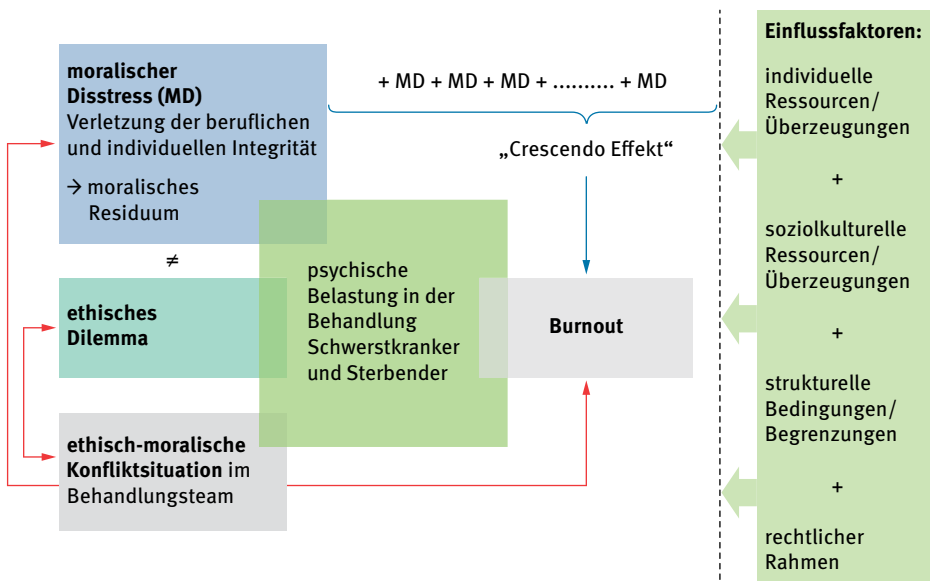 moralischer
Disstress (MD)
Verletzung der beruflichen
und individuellen Integrität
→ moralisches
Residuum
≠
ethisches
Dilemma
ethisch-moralische
Konfliktsituation im
Behandlungsteam
psychische
Belastung in der
Behandlung
Schwerstkranker
und Sterbender
+ MD + MD + MD + .......... + MD
„Crescendo Effekt“
Burnout
Einflussfaktoren:
individuelle
Ressourcen/
Überzeugungen
+
soziolkulturelle
Ressourcen/
Überzeugungen
+
strukturelle
Bedingungen/
Begrenzungen
+
rechtlicher
Rahmen